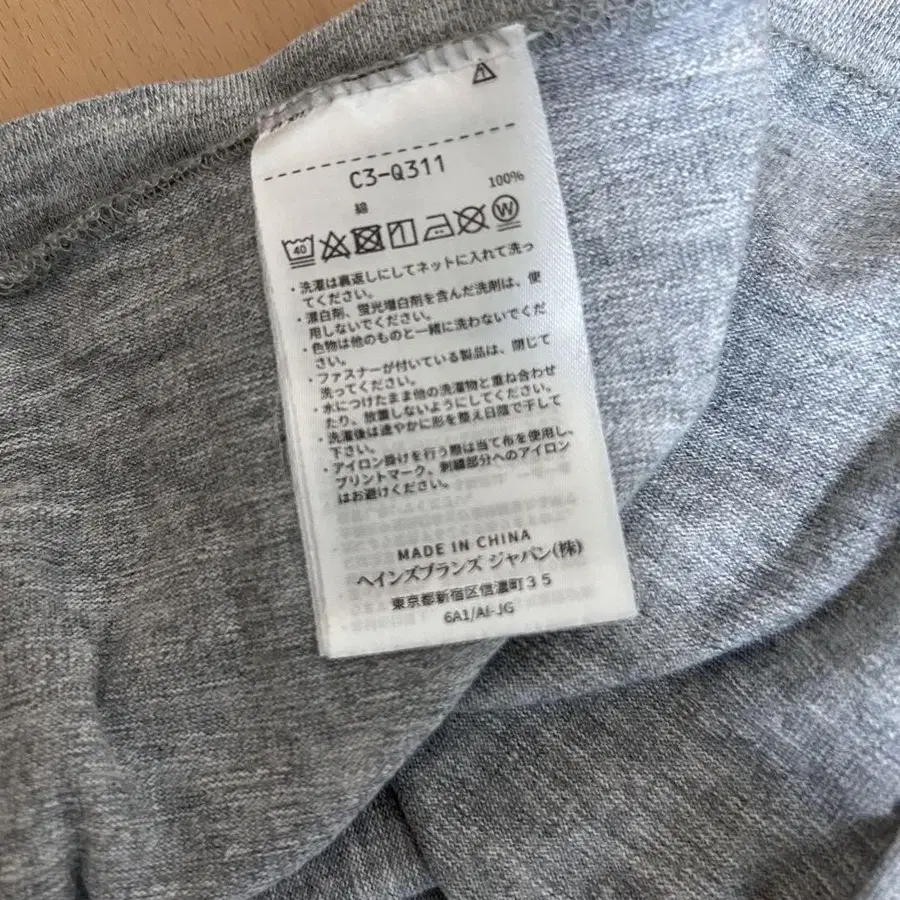 C3-Q311
綿 100%
40 W
・洗濯は裏返しにしてネットに入れて洗っ
てください。
・漂白剤、蛍光増白剤を含んだ洗剤は、使
用しないでください。
・色物は他のものと一緒に洗わないでくだ
さい。
・ファスナーが付いている製品は、閉じて
洗ってください。
・水につけたまま他の洗濯物と重ね合わせ
たり、放置しないようにしてください。
・洗濯後は速やかに形を整え日陰で干して
下さい。
・アイロン掛けを行う際は当て布を使用し、
プリントマーク、刺繍部分へのアイロン
はお避けください。
MADE IN CHINA
ヘインズブランズ ジャパン(株)
東京都新宿区信濃町35
6A1/AI-JG